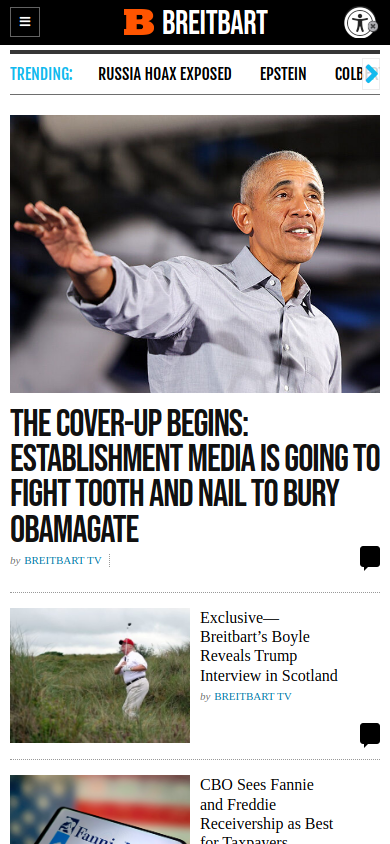 B BREITBART
TRENDING: RUSSIA HOAX EXPOSED EPSTEIN COLB
THE COVER-UP BEGINS:
ESTABLISHMENT MEDIA IS GOING TO
FIGHT TOOTH AND NAIL TO BURY
OBAMAGATE
by BREITBART TV
Exclusive—
Breitbart’s Boyle
Reveals Trump
Interview in Scotland
by BREITBART TV
CBO Sees Fannie
and Freddie
Receivership as Best
for Taxpayers
Fannie